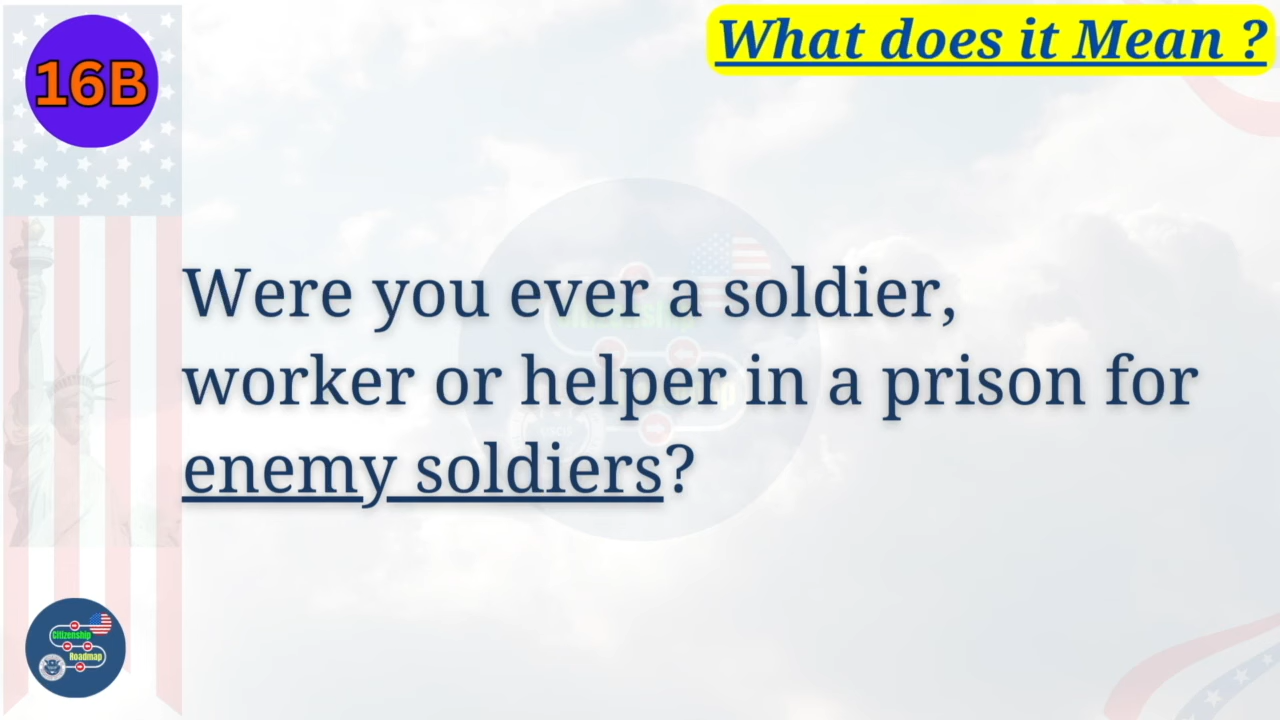 16B
What does it Mean ?
Were you ever a soldier,
worker or helper in a prison for
enemy soldiers?
Citizenship
Roadmap